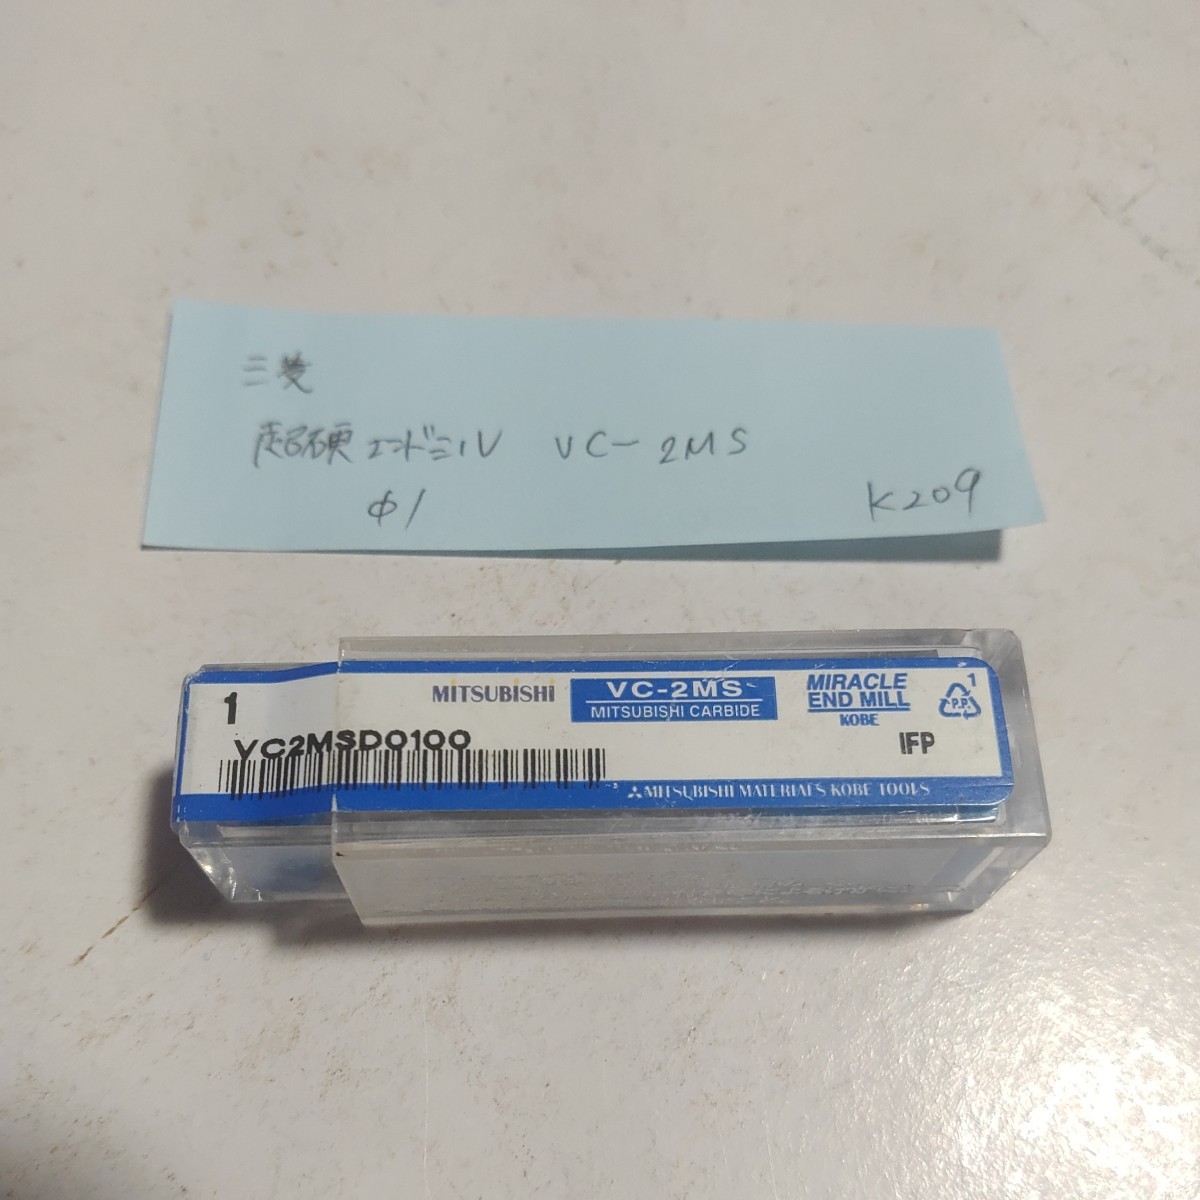 三菱
超硬エンドミル VC-2MS
φ1
K209
1
MITSUBISHI
VC-2MS
MITSUBISHI CARBIDE
MIRACLE
END MILL
KOBE
1
P.P.
VC2MSD0100
IFP
MITSUBISHI MATERIALS KOBE TOOLS